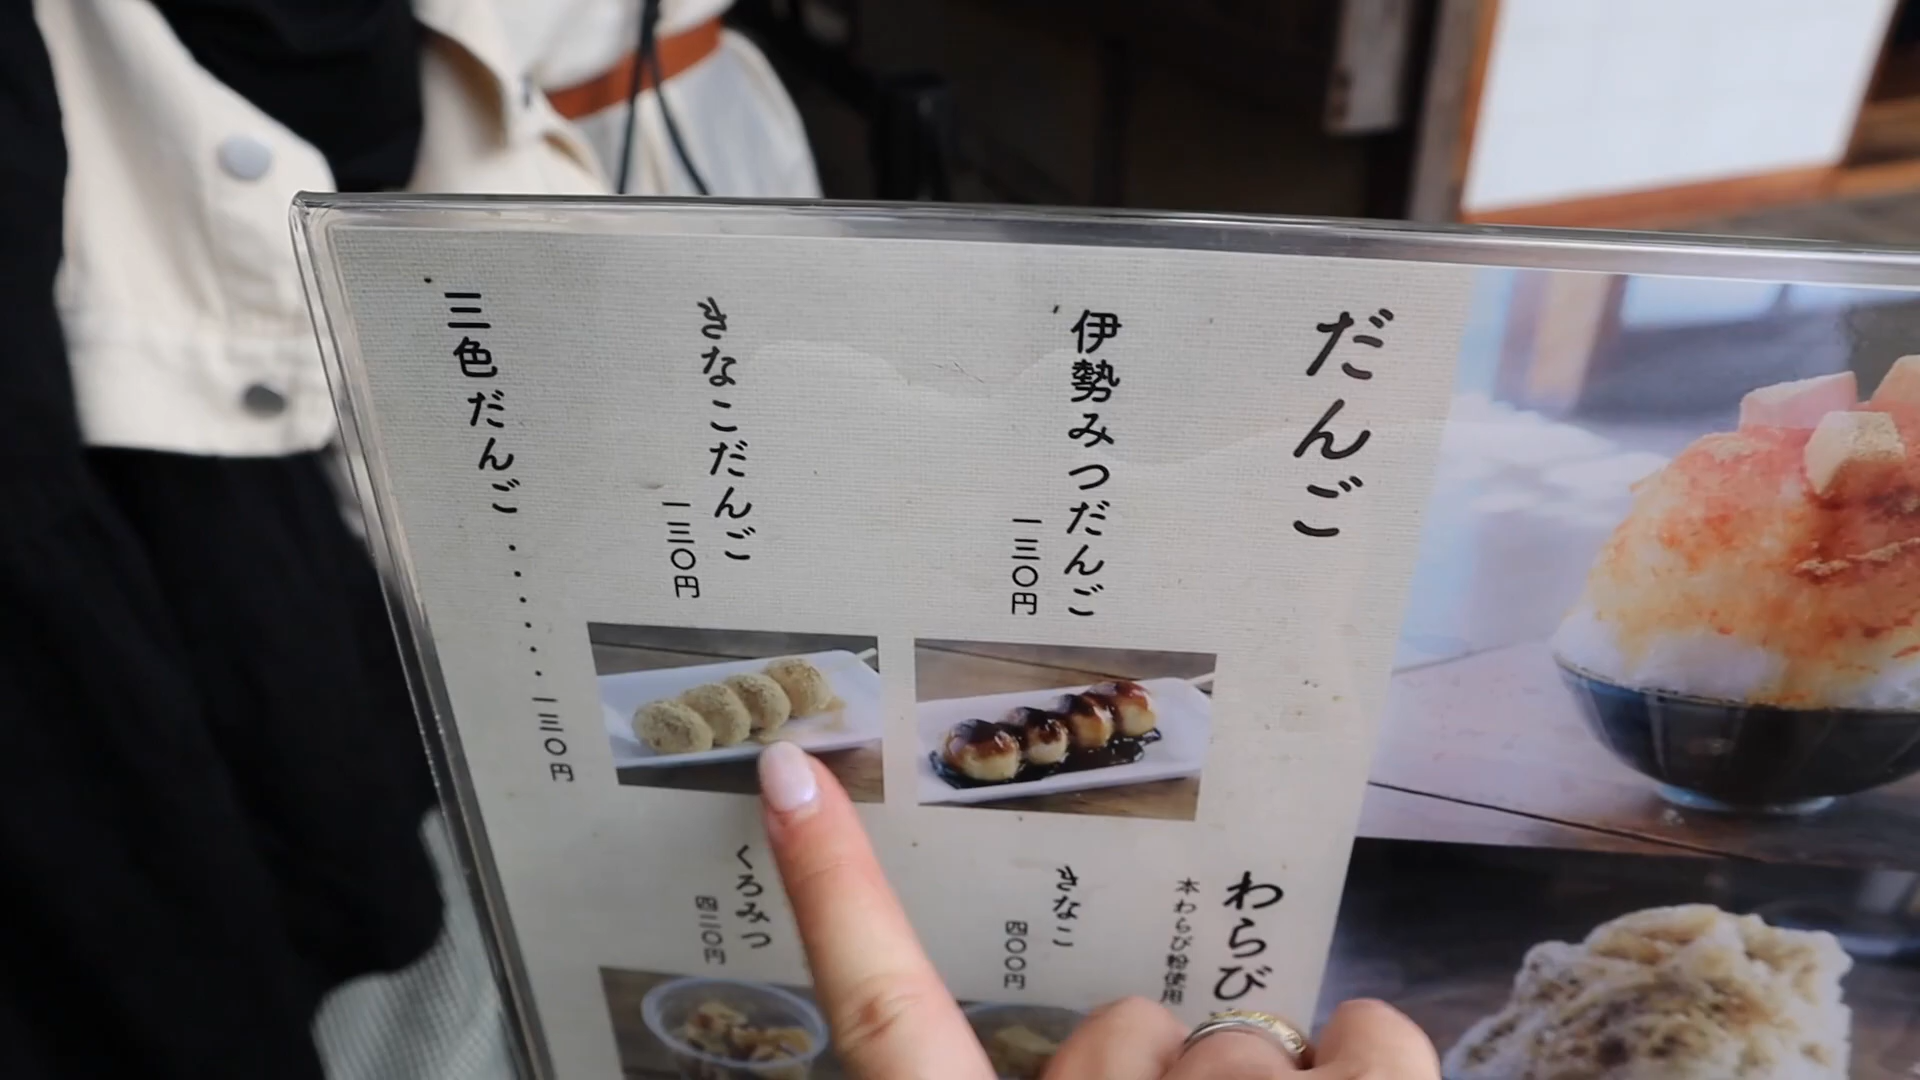 だんご
伊勢みつだんご
一三〇円
きなこだんご
一三〇円
三色だんご・・・・・・一三〇円
わらび
本わらび粉使用
きなこ
四〇〇円
くろみつ
四二〇円